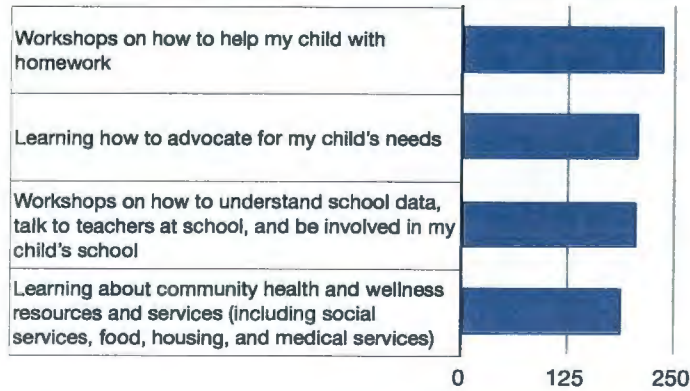 Workshops on how to help my child with
homework
Learning how to advocate for my child's needs
Workshops on how to understand school data,
talk to teachers at school, and be involved in my
child's school
Learning about community health and wellness
resources and services (including social
services, food, housing, and medical services)
0 125 250